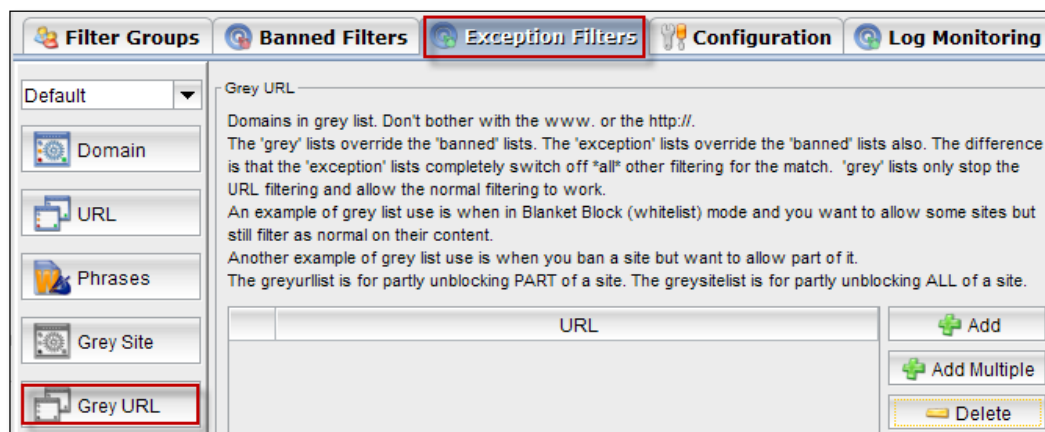 Filter Groups Banned Filters Exception Filters Configuration Log Monitoring
Default
Domain
URL
Phrases
Grey Site
Grey URL
Grey URL
Domains in grey list. Don't bother with the www. or the http://.
The 'grey' lists override the 'banned' lists. The 'exception' lists override the 'banned' lists also. The difference
is that the 'exception' lists completely switch off *all* other filtering for the match. 'grey' lists only stop the
URL filtering and allow the normal filtering to work.
An example of grey list use is when in Blanket Block (whitelist) mode and you want to allow some sites but
still filter as normal on their content.
Another example of grey list use is when you ban a site but want to allow part of it.
The greyurllist is for partly unblocking PART of a site. The greysitelist is for partly unblocking ALL of a site.
URL
Add
Add Multiple
Delete